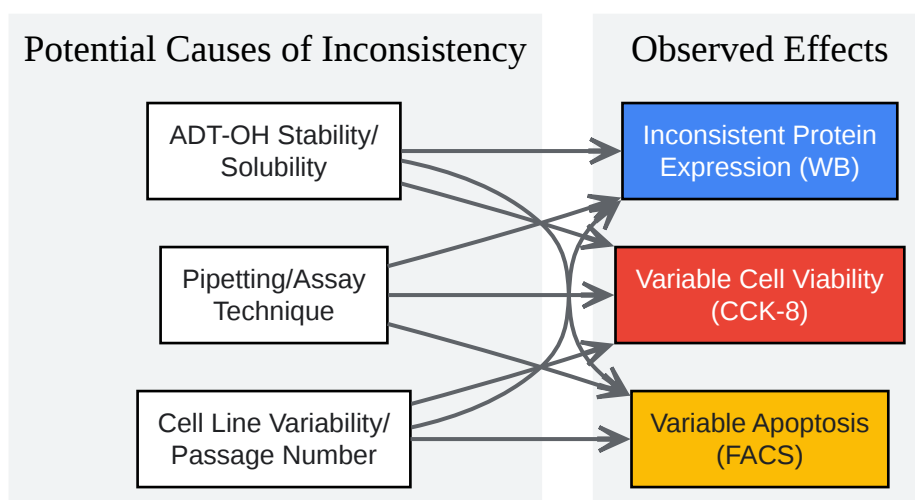 Potential Causes of Inconsistency
Observed Effects
ADT-OH Stability/
Solubility
Inconsistent Protein
Expression (WB)
Pipetting/Assay
Technique
Variable Cell Viability
(CCK-8)
Cell Line Variability/
Passage Number
Variable Apoptosis
(FACS)